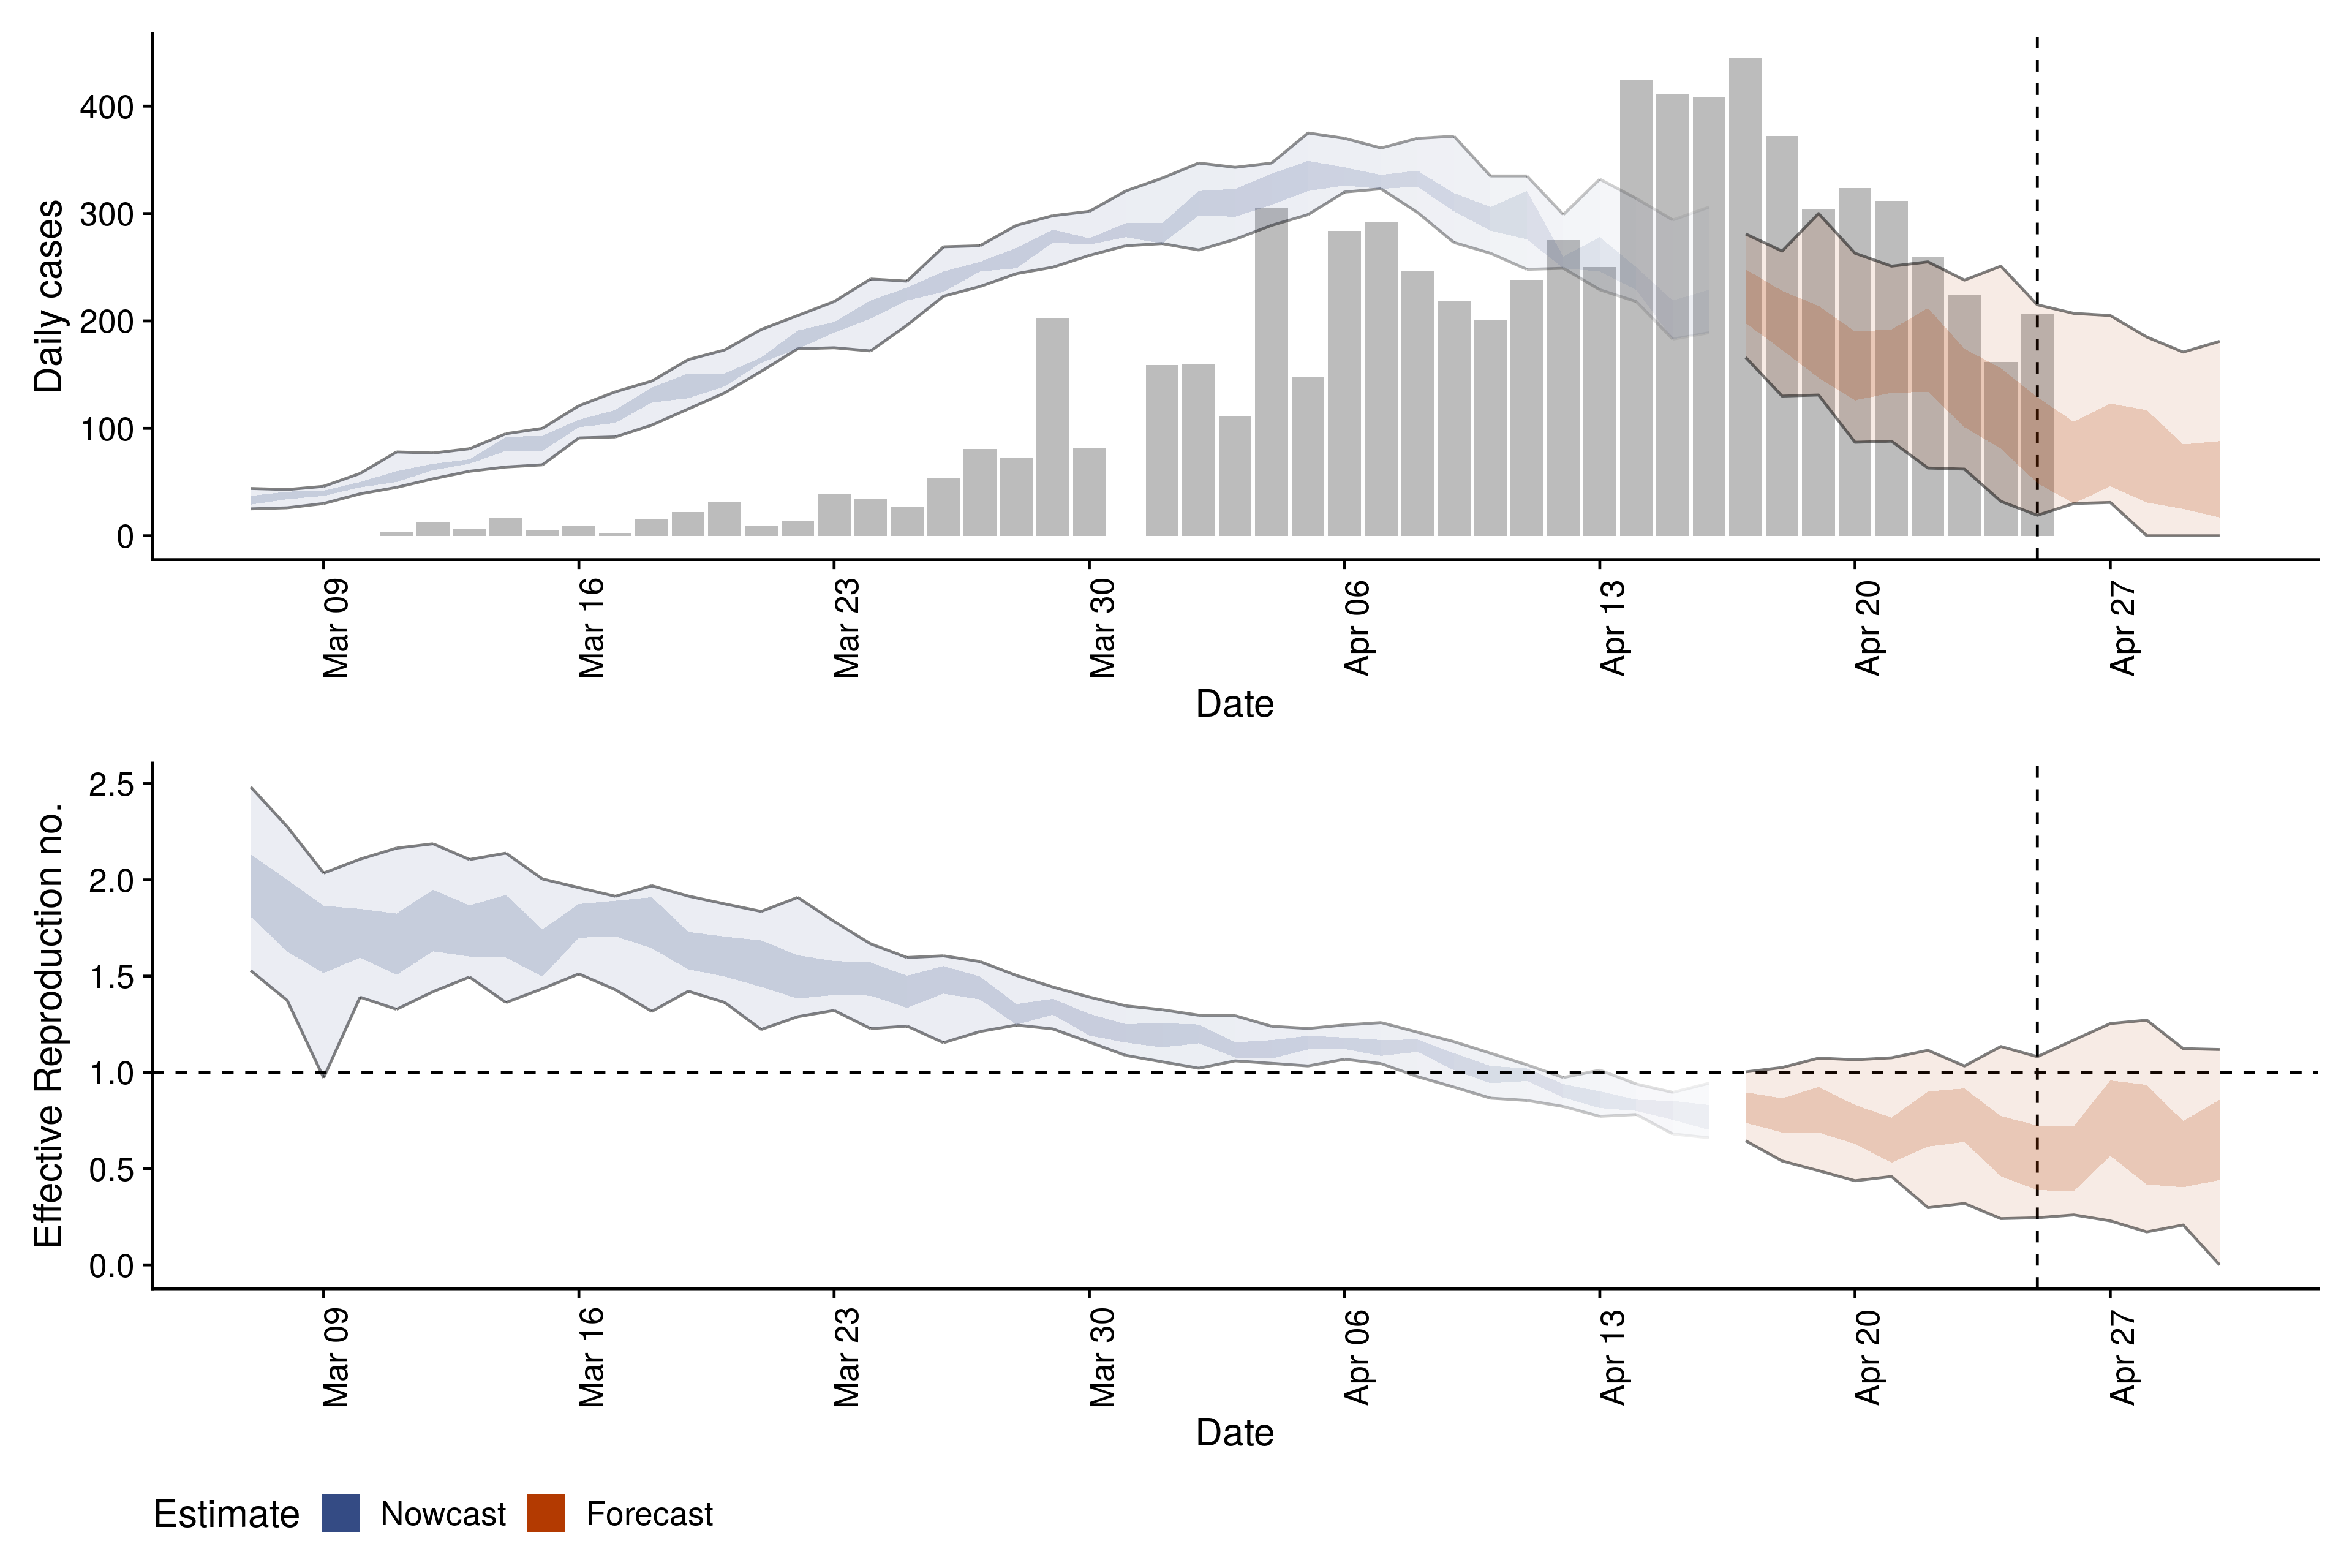 Daily cases
400
300
200
100
0
Mar 09 Mar 16 Mar 23 Mar 30 Apr 06 Apr 13 Apr 20 Apr 27
Date
Effective Reproduction no.
2.5
2.0
1.5
1.0
0.5
0.0
Mar 09 Mar 16 Mar 23 Mar 30 Apr 06 Apr 13 Apr 20 Apr 27
Date
Estimate Nowcast Forecast